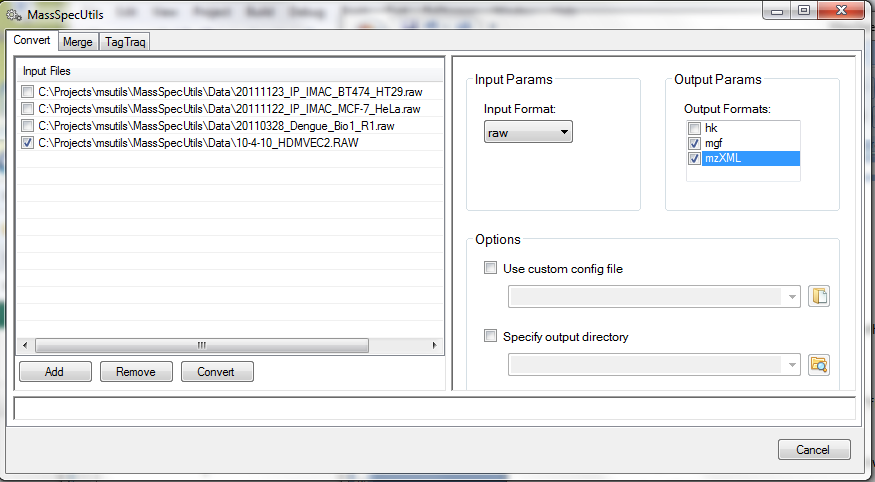 MassSpecUtils
Convert
Merge
TagTraq
Input Files
C:\Projects\msutils\MassSpecUtils\Data\20111123_IP_IMAC_BT474_HT29.raw
C:\Projects\msutils\MassSpecUtils\Data\20111122_IP_IMAC_MCF-7_HeLa.raw
C:\Projects\msutils\MassSpecUtils\Data\20110328_Dengue_Bio1_R1.raw
C:\Projects\msutils\MassSpecUtils\Data\10-4-10_HDMVEC2.RAW
Add
Remove
Convert
Input Params
Input Format:
raw
Output Params
Output Formats:
hk
mgf
mzXML
Options
Use custom config file
Specify output directory
Cancel